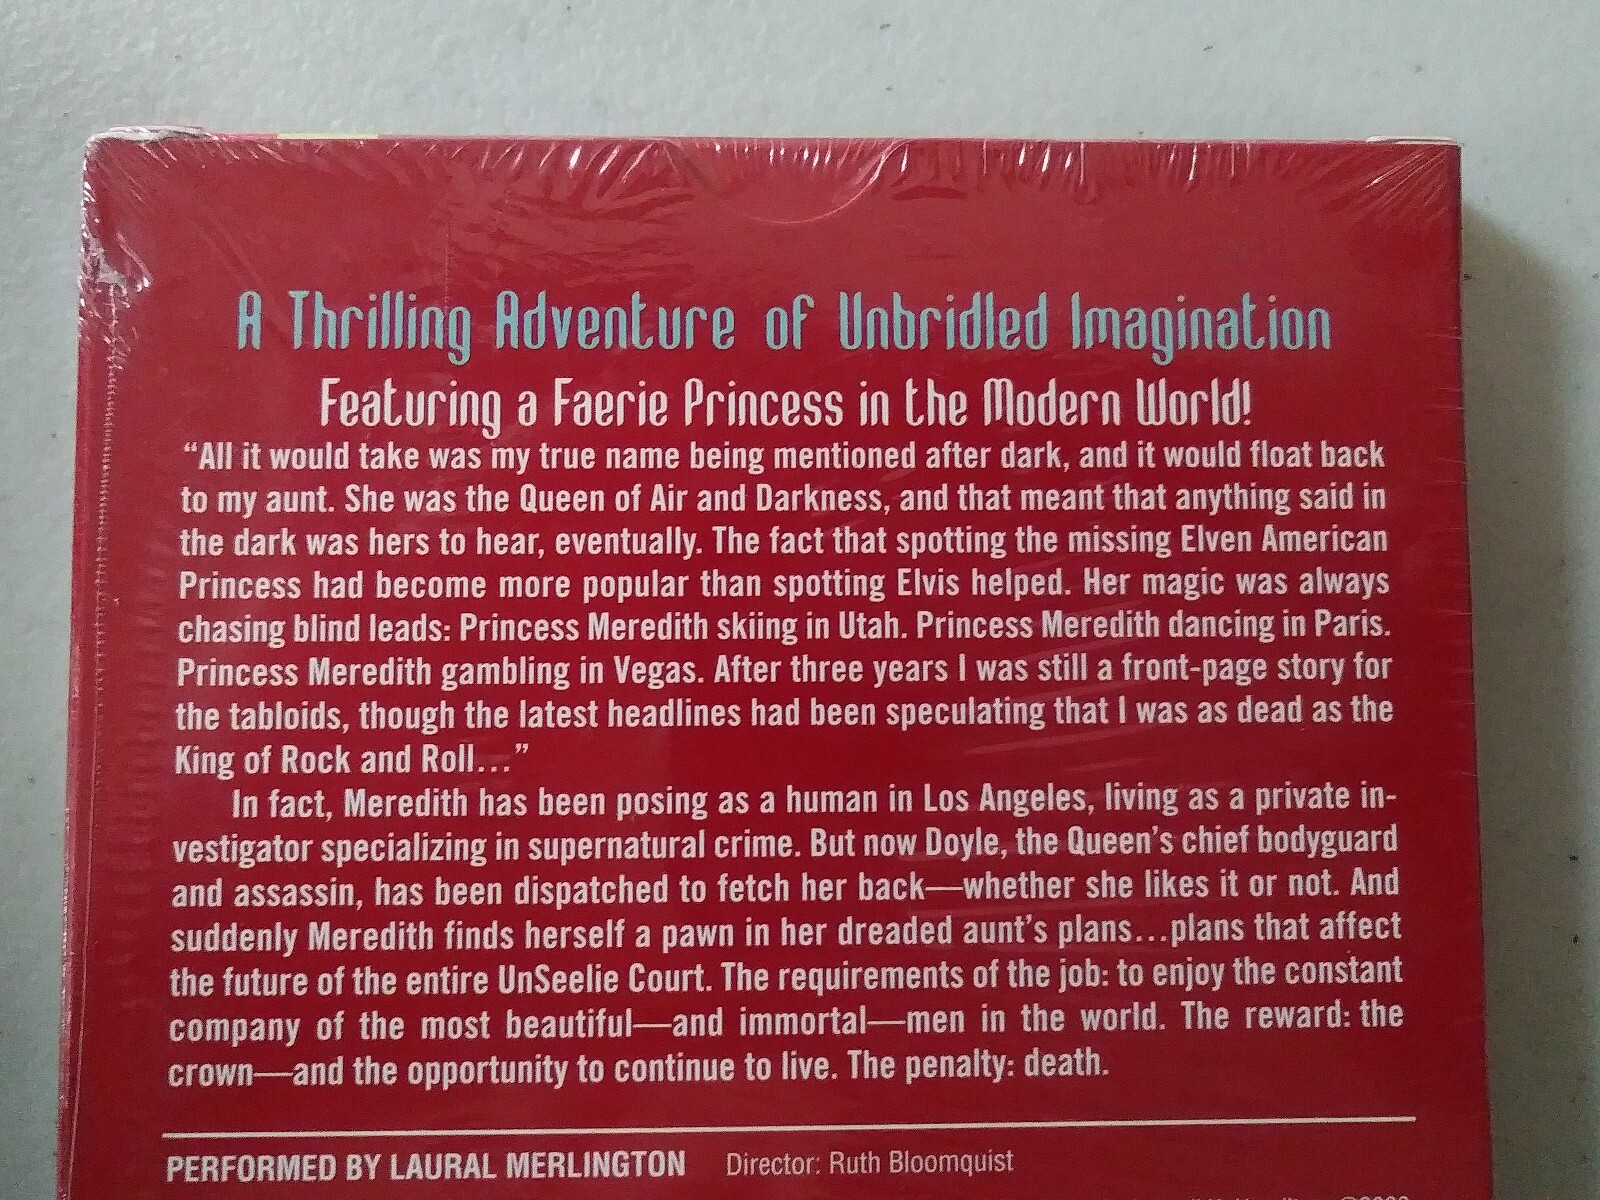 A Thrilling Adventure of Unbridled Imagination
Featuring a Faerie Princess in the Modern World!
“All it would take was my true name being mentioned after dark, and it would float back
to my aunt. She was the Queen of Air and Darkness, and that meant that anything said in
the dark was hers to hear, eventually. The fact that spotting the missing Elven American
Princess had become more popular than spotting Elvis helped. Her magic was always
chasing blind leads: Princess Meredith skiing in Utah. Princess Meredith dancing in Paris.
Princess Meredith gambling in Vegas. After three years I was still a front-page story for
the tabloids, though the latest headlines had been speculating that I was as dead as the
King of Rock and Roll...”
In fact, Meredith has been posing as a human in Los Angeles, living as a private in-
vestigator specializing in supernatural crime. But now Doyle, the Queen’s chief bodyguard
and assassin, has been dispatched to fetch her back—whether she likes it or not. And
suddenly Meredith finds herself a pawn in her dreaded aunt’s plans...plans that affect
the future of the entire UnSeelie Court. The requirements of the job: to enjoy the constant
company of the most beautiful—and immortal—men in the world. The reward: the
crown—and the opportunity to continue to live. The penalty: death.
PERFORMED BY LAURAL MERLINGTON Director: Ruth Bloomquist